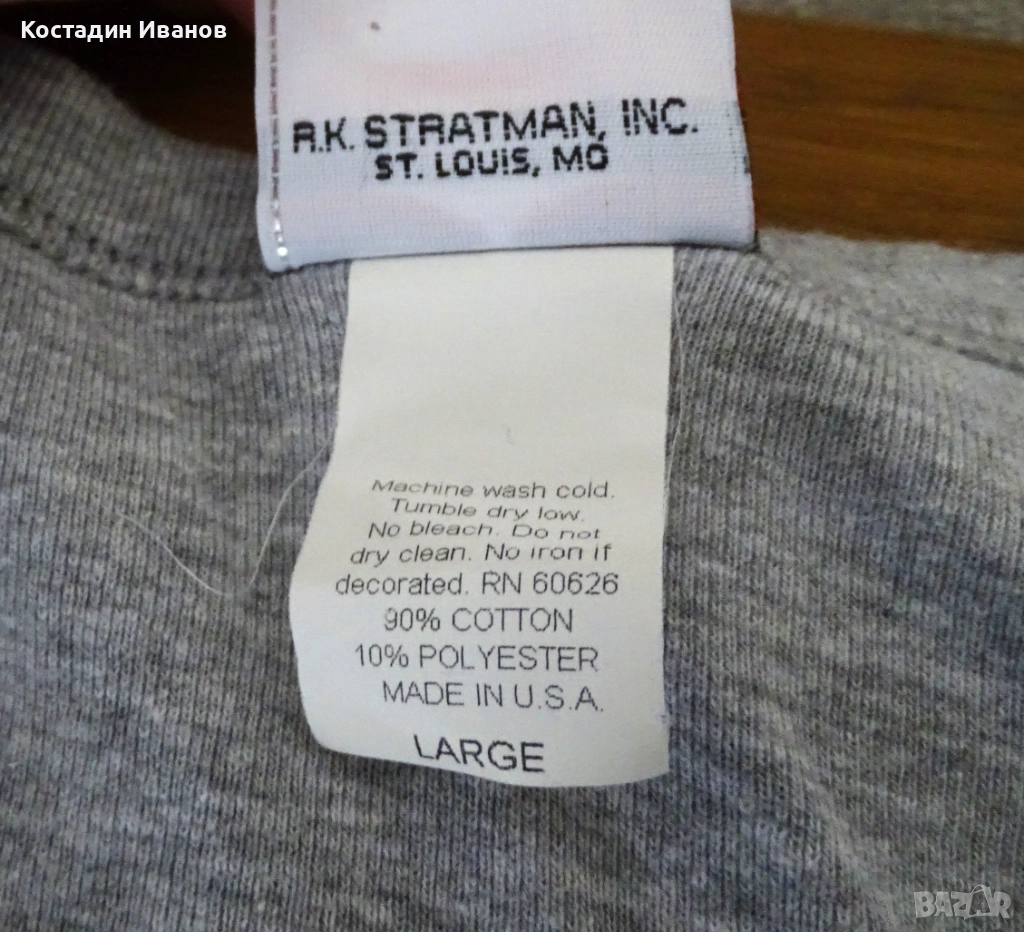 Костадин Иванов
R.K. STRATMAN, INC.
ST. LOUIS, MO
Machine wash cold.
Tumble dry low.
No bleach. Do not
dry clean. No iron if
decorated. RN 60626
90% COTTON
10% POLYESTER
MADE IN U.S.A.
LARGE
BAZAR